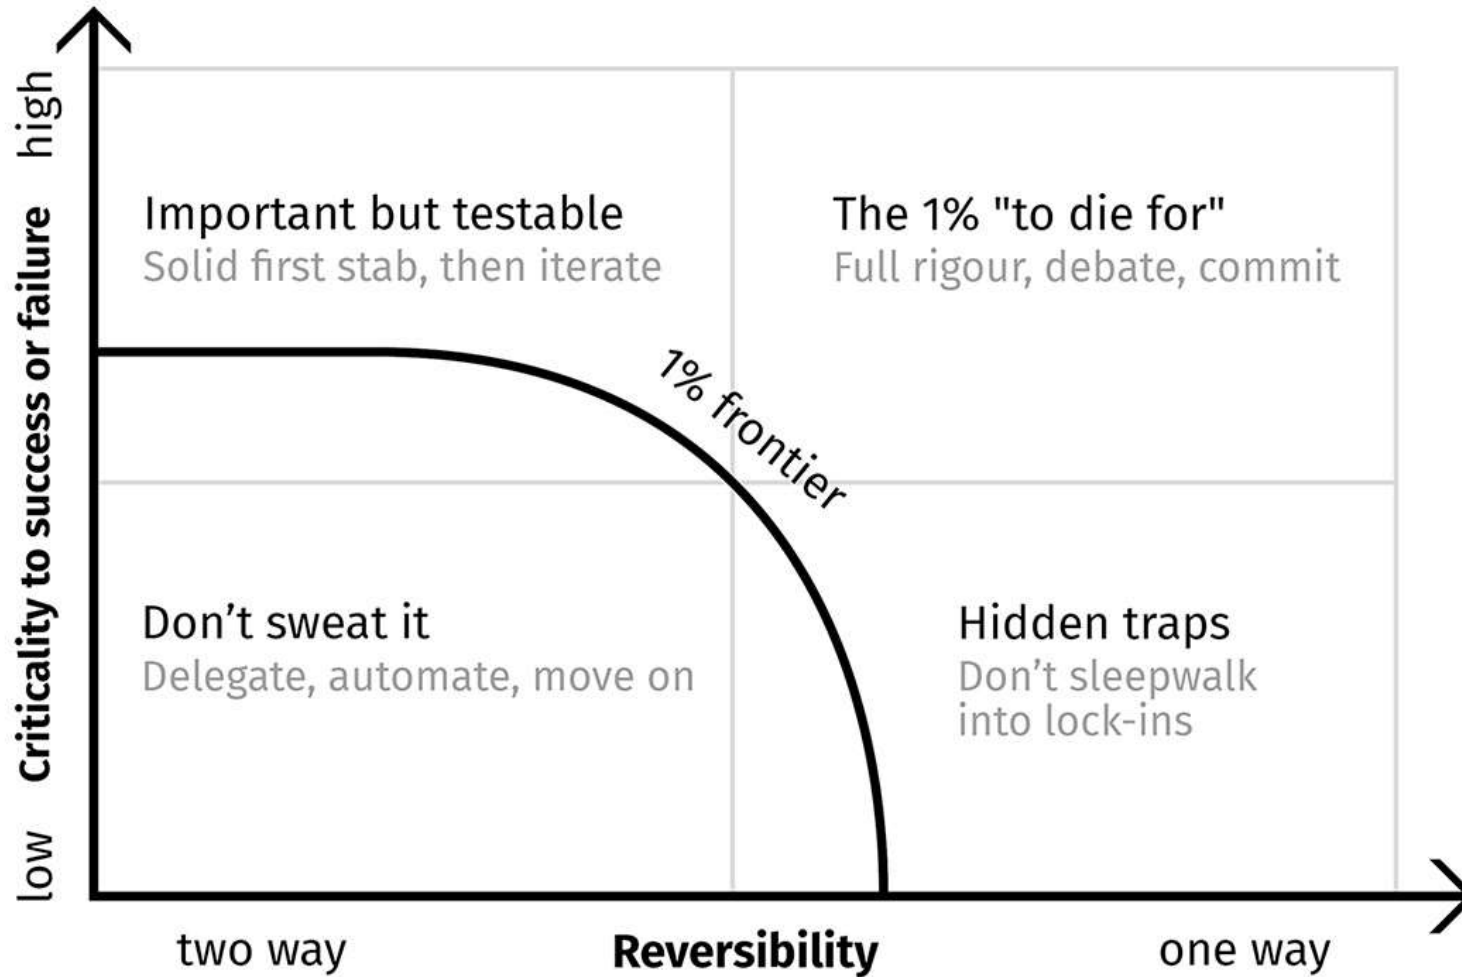 high
Criticality to success or failure
low
Important but testable
Solid first stab, then iterate
The 1% "to die for"
Full rigour, debate, commit
1% frontier
Don’t sweat it
Delegate, automate, move on
Hidden traps
Don’t sleepwalk
into lock-ins
two way
Reversibility
one way